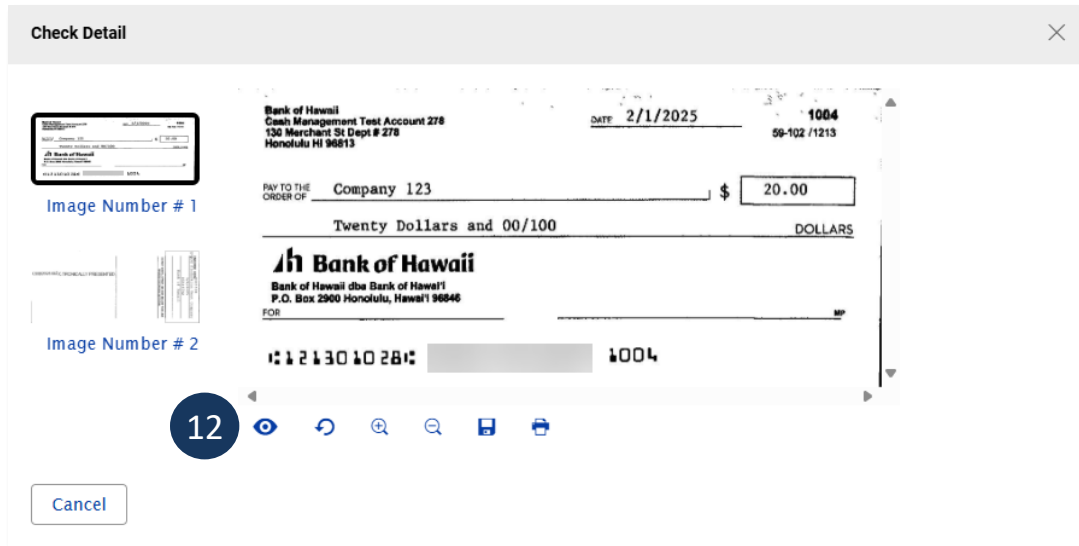 Check Detail
Image Number # 1
Image Number # 2
Bank of Hawaii
Cash Management Test Account 278
130 Merchant St Dept # 278
Honolulu HI 96813
DATE 2/1/2025
1004
59-102 /1213
PAY TO THE
ORDER OF Company 123 $ 20.00
Twenty Dollars and 00/100 DOLLARS
Bank of Hawaii
Bank of Hawaii dba Bank of Hawai'i
P.O. Box 2900 Honolulu, Hawai'i 96846
FOR
MP
⑆121301028⑆ 1004
12
Cancel